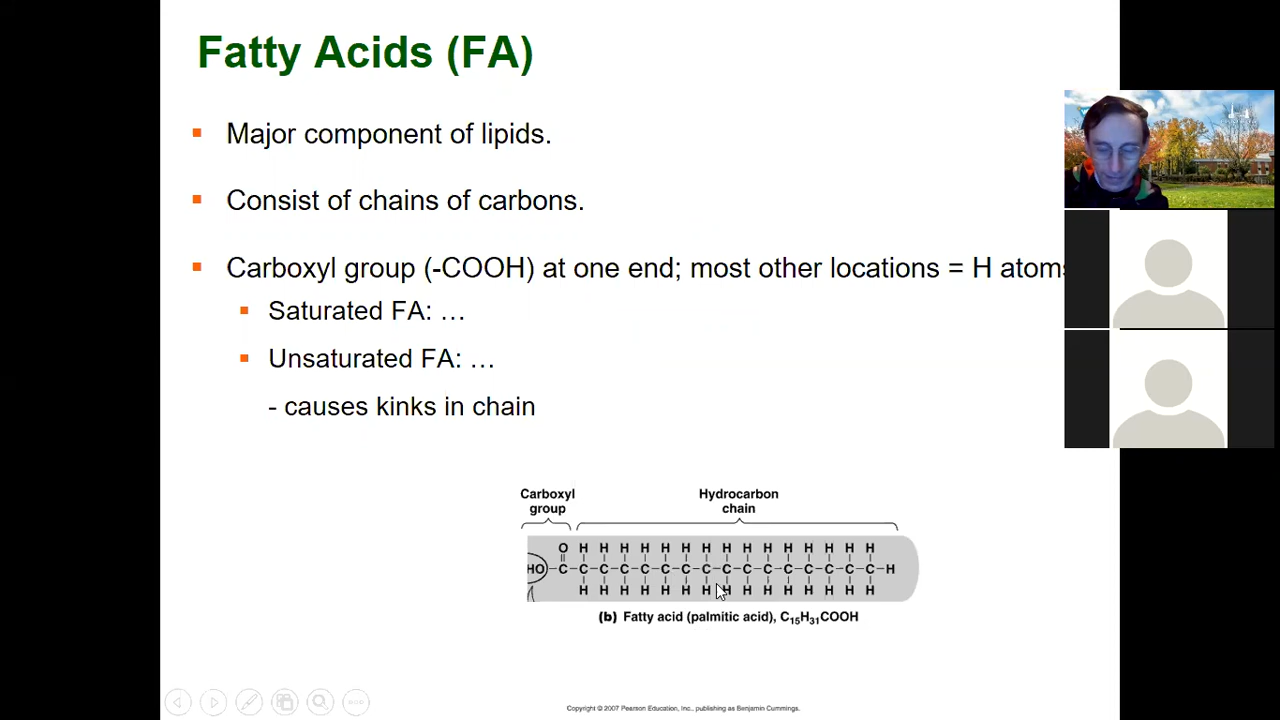 Fatty Acids (FA)
Major component of lipids.
Consist of chains of carbons.
Carboxyl group (-COOH) at one end; most other locations = H atoms
Saturated FA: …
Unsaturated FA: …
- causes kinks in chain
Carboxyl group
Hydrocarbon chain
O H H H H H H H H H H H H H H H
HO–C–C–C–C–C–C–C–C–C–C–C–C–C–C–C–C–H
H H H H H H H H H H H H H H H
(b) Fatty acid (palmitic acid), C₁₅H₃₁COOH
Copyright © 2007 Pearson Education, Inc., publishing as Benjamin Cummings.